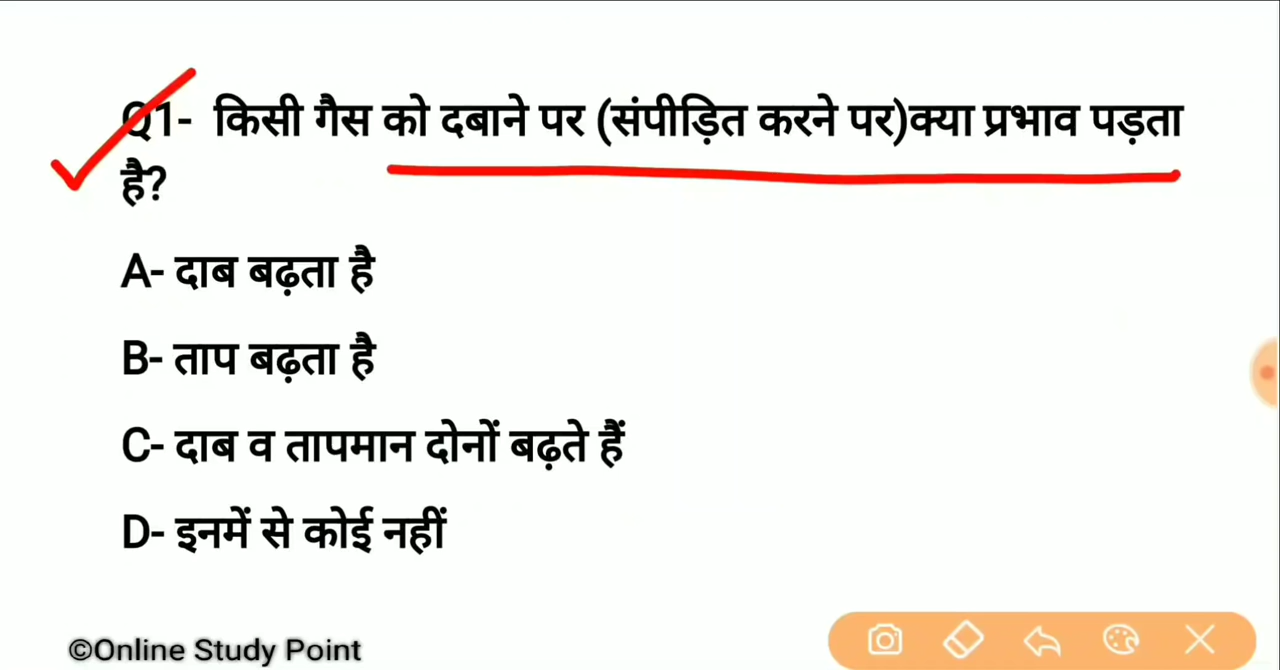 Q1- किसी गैस को दबाने पर (संपीड़ित करने पर)क्या प्रभाव पड़ता
है?
A- दाब बढ़ता है
B- ताप बढ़ता है
C- दाब व तापमान दोनों बढ़ते हैं
D- इनमें से कोई नहीं
©Online Study Point